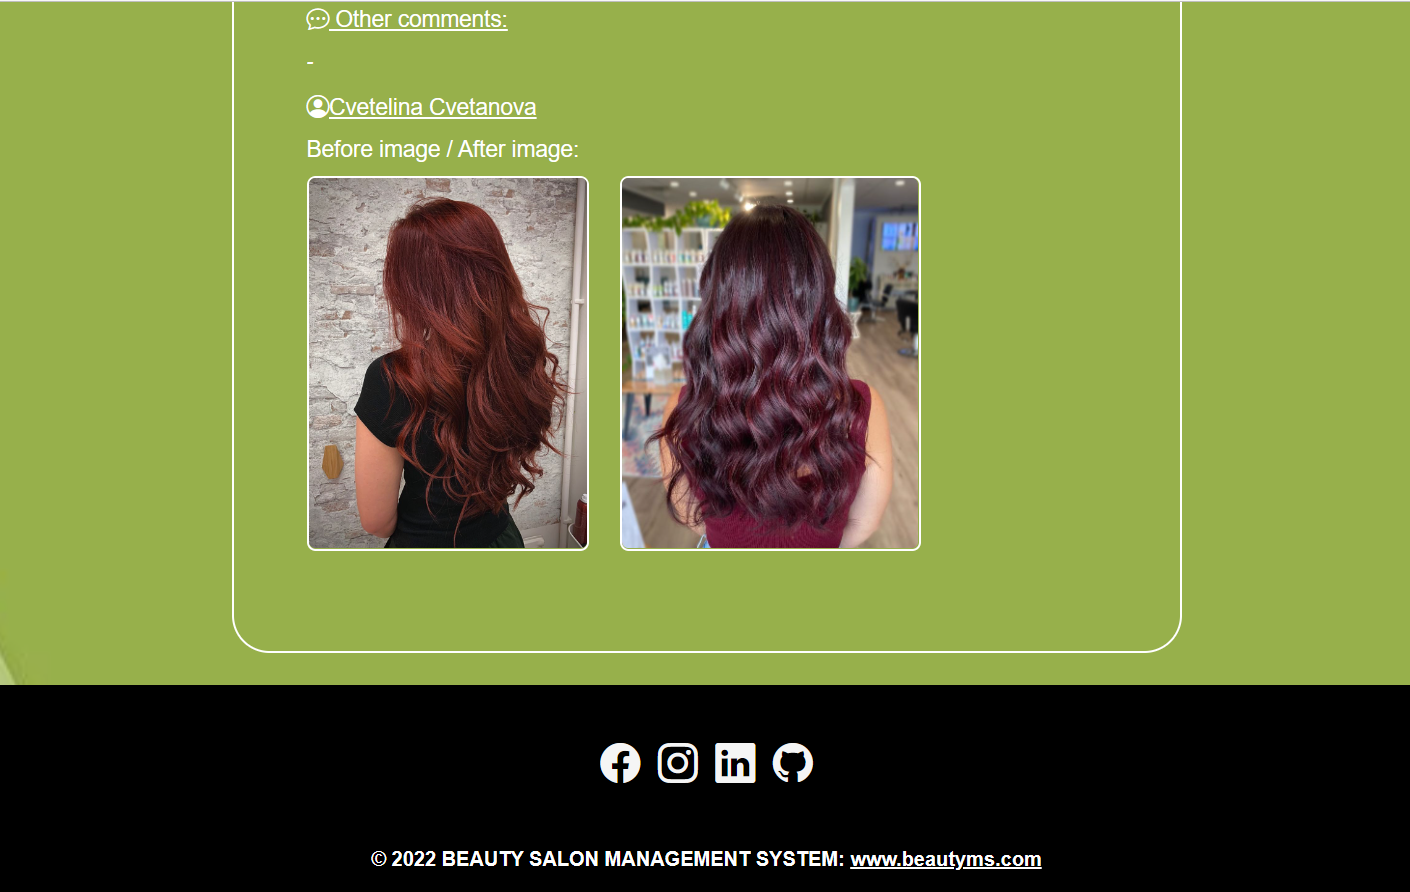 Other comments:
-
Cvetelina Cvetanova
Before image / After image:
© 2022 BEAUTY SALON MANAGEMENT SYSTEM: www.beautyms.com